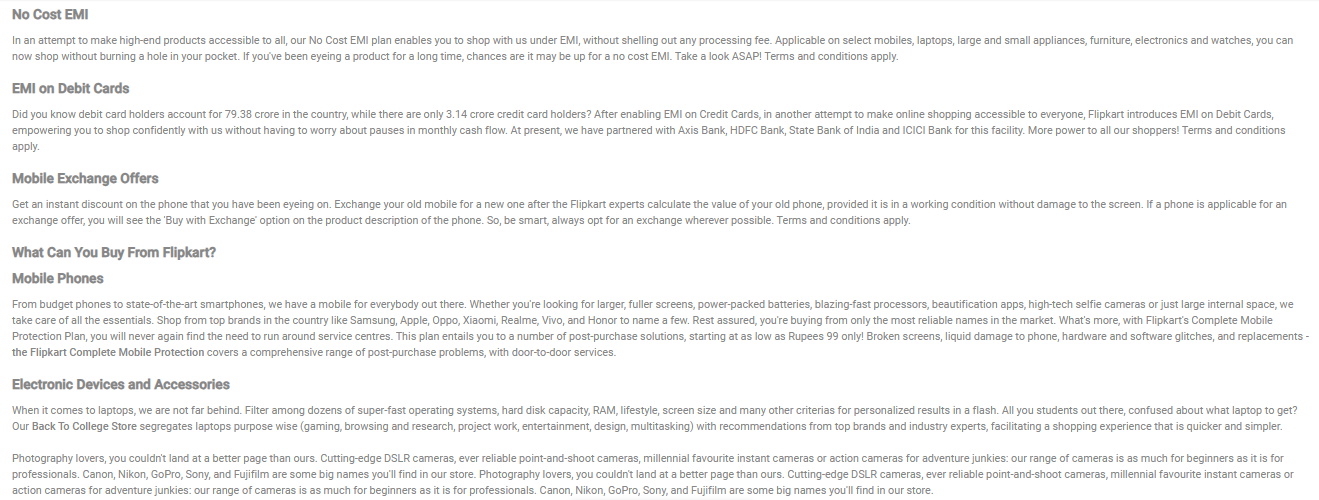 No Cost EMI
In an attempt to make high-end products accessible to all, our No Cost EMI plan enables you to shop with us under EMI, without shelling out any processing fee. Applicable on select mobiles, laptops, large and small appliances, furniture, electronics and watches, you can
now shop without burning a hole in your pocket. If you've been eyeing a product for a long time, chances are it may be up for a no cost EMI. Take a look ASAP! Terms and conditions apply.
EMI on Debit Cards
Did you know debit card holders account for 79.38 crore in the country, while there are only 3.14 crore credit card holders? After enabling EMI on Credit Cards, in another attempt to make online shopping accessible to everyone, Flipkart introduces EMI on Debit Cards,
empowering you to shop confidently with us without having to worry about pauses in monthly cash flow. At present, we have partnered with Axis Bank, HDFC Bank, State Bank of India and ICICI Bank for this facility. More power to all our shoppers! Terms and conditions
apply.
Mobile Exchange Offers
Get an instant discount on the phone that you have been eyeing on. Exchange your old mobile for a new one after the Flipkart experts calculate the value of your old phone, provided it is in a working condition without damage to the screen. If a phone is applicable for an
exchange offer, you will see the 'Buy with Exchange' option on the product description of the phone. So, be smart, always opt for an exchange wherever possible. Terms and conditions apply.
What Can You Buy From Flipkart?
Mobile Phones
From budget phones to state-of-the-art smartphones, we have a mobile for everybody out there. Whether you're looking for larger, fuller screens, power-packed batteries, blazing-fast processors, beautification apps, high-tech selfie cameras or just large internal space, we
take care of all the essentials. Shop from top brands in the country like Samsung, Apple, Oppo, Xiaomi, Realme, Vivo, and Honor to name a few. Rest assured, you're buying from only the most reliable names in the market. What's more, with Flipkart's Complete Mobile
Protection Plan, you will never again find the need to run around service centres. This plan entails you to a number of post-purchase solutions, starting at as low as Rupees 99 only! Broken screens, liquid damage to phone, hardware and software glitches, and replacements -
the Flipkart Complete Mobile Protection covers a comprehensive range of post-purchase problems, with door-to-door services.
Electronic Devices and Accessories
When it comes to laptops, we are not far behind. Filter among dozens of super-fast operating systems, hard disk capacity, RAM, lifestyle, screen size and many other criterias for personalized results in a flash. All you students out there, confused about what laptop to get?
Our Back To College Store segregates laptops purpose wise (gaming, browsing and research, project work, entertainment, design, multitasking) with recommendations from top brands and industry experts, facilitating a shopping experience that is quicker and simpler.
Photography lovers, you couldn't land at a better page than ours. Cutting-edge DSLR cameras, ever reliable point-and-shoot cameras, millennial favourite instant cameras or action cameras for adventure junkies: our range of cameras is as much for beginners as it is for
professionals. Canon, Nikon, GoPro, Sony, and Fujifilm are some big names you'll find in our store. Photography lovers, you couldn't land at a better page than ours. Cutting-edge DSLR cameras, ever reliable point-and-shoot cameras, millennial favourite instant cameras or
action cameras for adventure junkies: our range of cameras is as much for beginners as it is for professionals. Canon, Nikon, GoPro, Sony, and Fujifilm are some big names you'll find in our store.